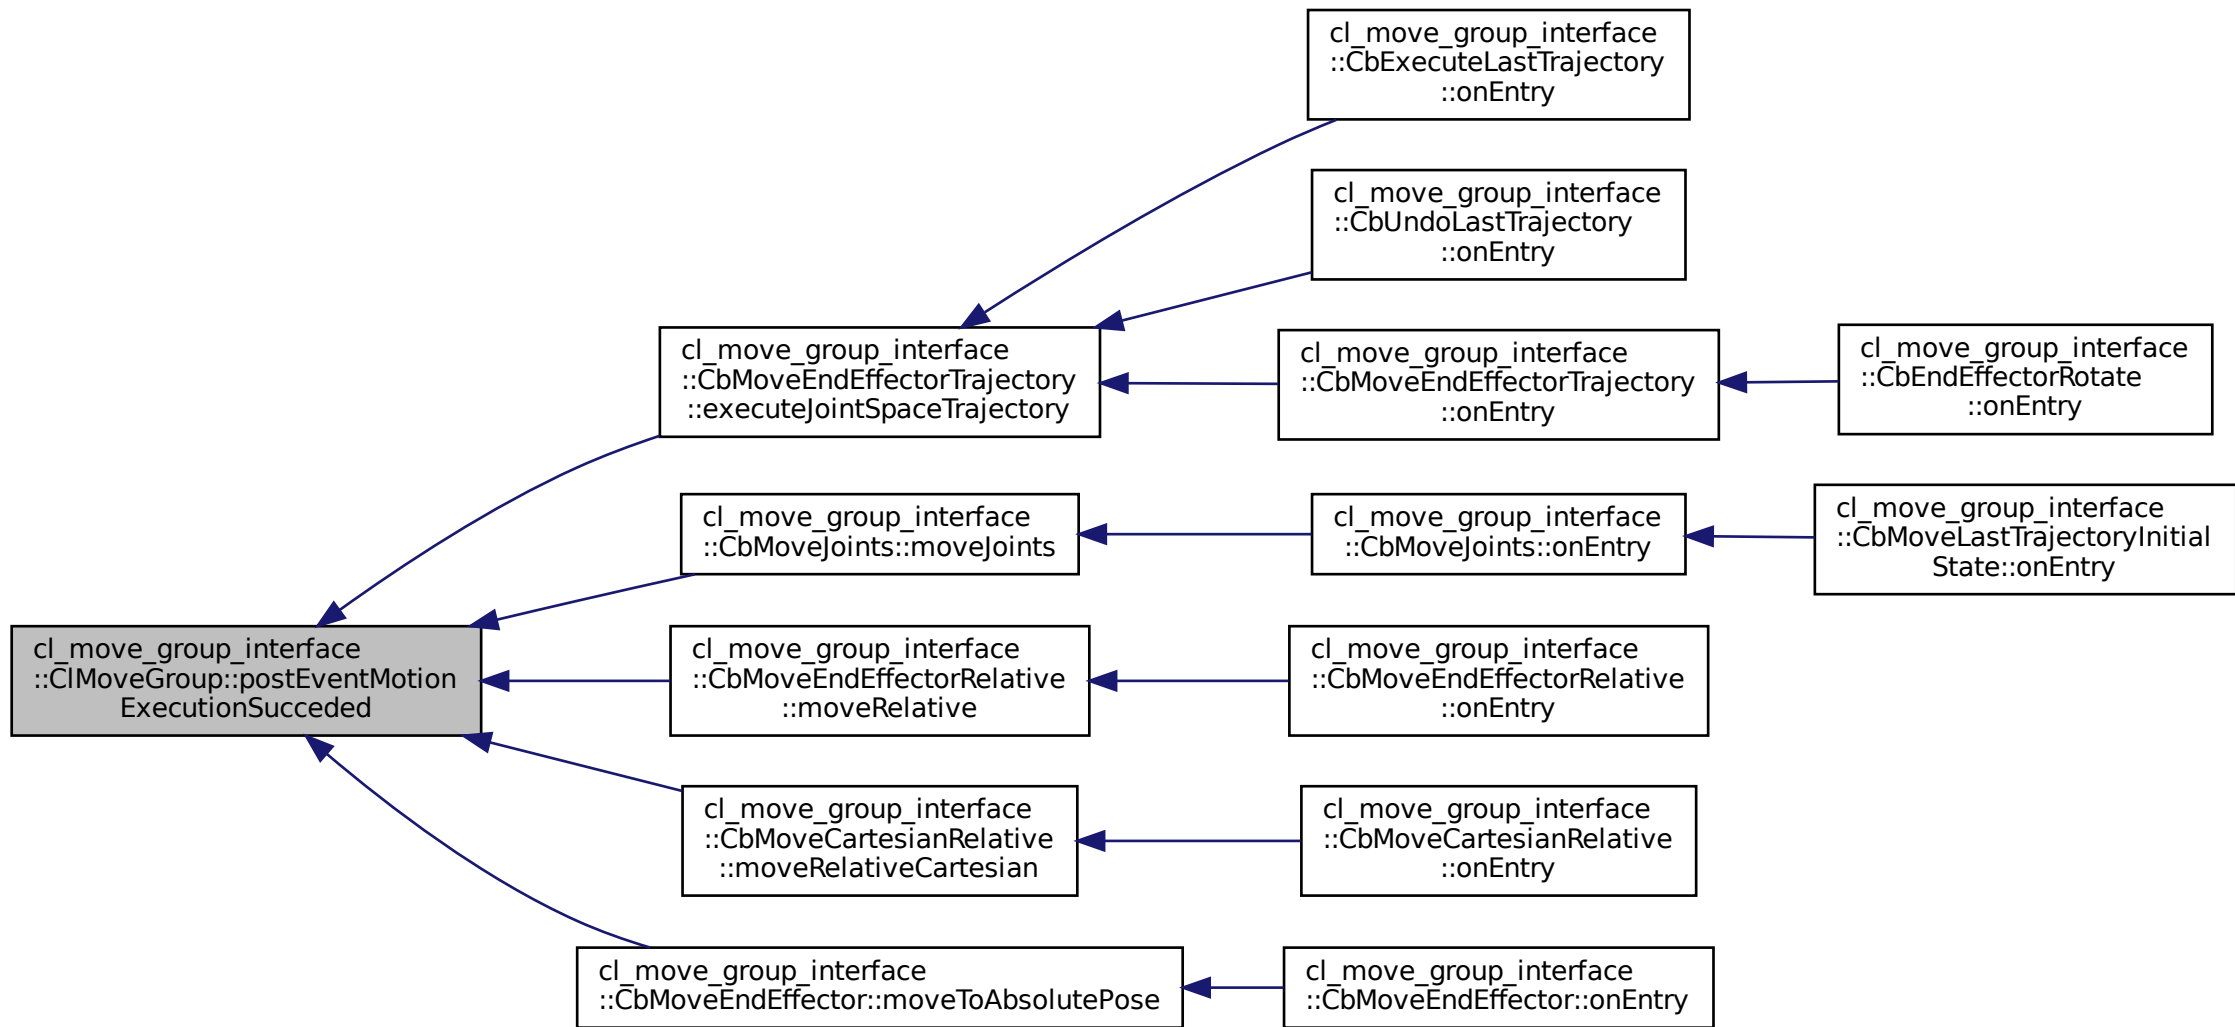 cl_move_group_interface
::CbExecuteLastTrajectory
::onEntry
cl_move_group_interface
::CbUndoLastTrajectory
::onEntry
cl_move_group_interface
::CbMoveEndEffectorTrajectory
::executeJointSpaceTrajectory
cl_move_group_interface
::CbMoveEndEffectorTrajectory
::onEntry
cl_move_group_interface
::CbEndEffectorRotate
::onEntry
cl_move_group_interface
::CbMoveJoints::moveJoints
cl_move_group_interface
::CbMoveJoints::onEntry
cl_move_group_interface
::CbMoveLastTrajectoryInitial
State::onEntry
cl_move_group_interface
::ClMoveGroup::postEventMotion
ExecutionSucceded
cl_move_group_interface
::CbMoveEndEffectorRelative
::moveRelative
cl_move_group_interface
::CbMoveEndEffectorRelative
::onEntry
cl_move_group_interface
::CbMoveCartesianRelative
::moveRelativeCartesian
cl_move_group_interface
::CbMoveCartesianRelative
::onEntry
cl_move_group_interface
::CbMoveEndEffector::moveToAbsolutePose
cl_move_group_interface
::CbMoveEndEffector::onEntry